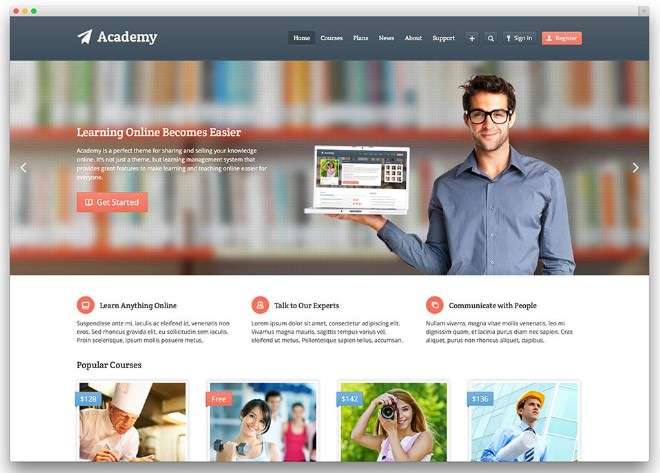 Academy
Home Courses Plans News About Support + Sign In Register
Learning Online Becomes Easier
Academy is a perfect theme for sharing and selling your knowledge
online. It's not just a theme, but learning management system that
provides great features to make learning and teaching online easier for
everyone.
Get Started
Learn Anything Online
Suspendisse ante mi, iaculis ac eleifend id, venenatis non
eros. Sed rhoncus gravida elit, eu sollicitudin sem iaculis.
Proin scelerisque, ipsum mollis posuere metus.
Talk to Our Experts
Lorem ipsum dolor sit amet, consectetur adipiscing elit.
Vivamus magna mauris, sagittis tempus varius vel,
eleifend ut metus. Pellentesque sapien tellus, accumsan.
Communicate with People
Nullam viverra, magna vitae mollis venenatis, leo mi
dignissim quam, et lacinia purus diam nec sapien. Cras
aliquet, purus non rhoncus aliquet, dapibus.
Popular Courses
$128
Free
$142
$136